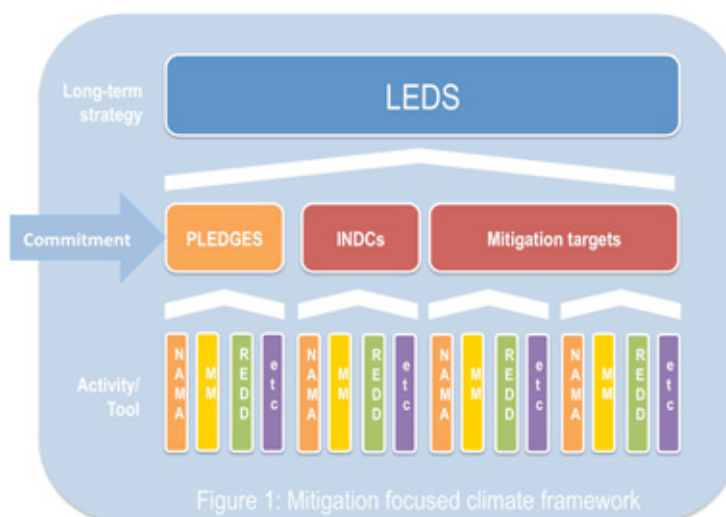 Long-term
strategy
LEDS
Commitment
PLEDGES
INDCs
Mitigation targets
Activity/
Tool
NAMA
MM
REDD
etc
NAMA
MM
REDD
etc
NAMA
MM
REDD
etc
NAMA
MM
REDD
etc
Figure 1: Mitigation focused climate framework